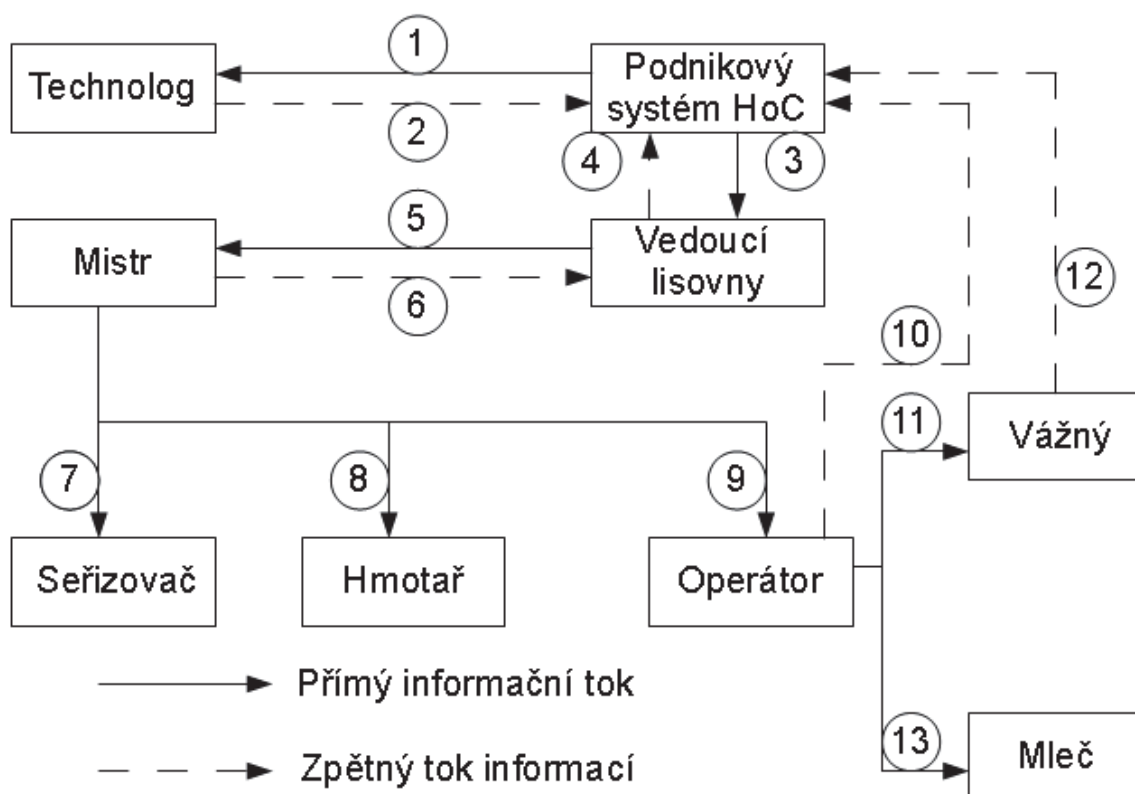 1
Technolog
Podnikový
systém HoC
2
4
3
5
Mistr
Vedoucí
lisovny
6
12
10
11
Vážný
7
8
9
Seřizovač
Hmotař
Operátor
Přímý informační tok
13
Mleč
Zpětný tok informací